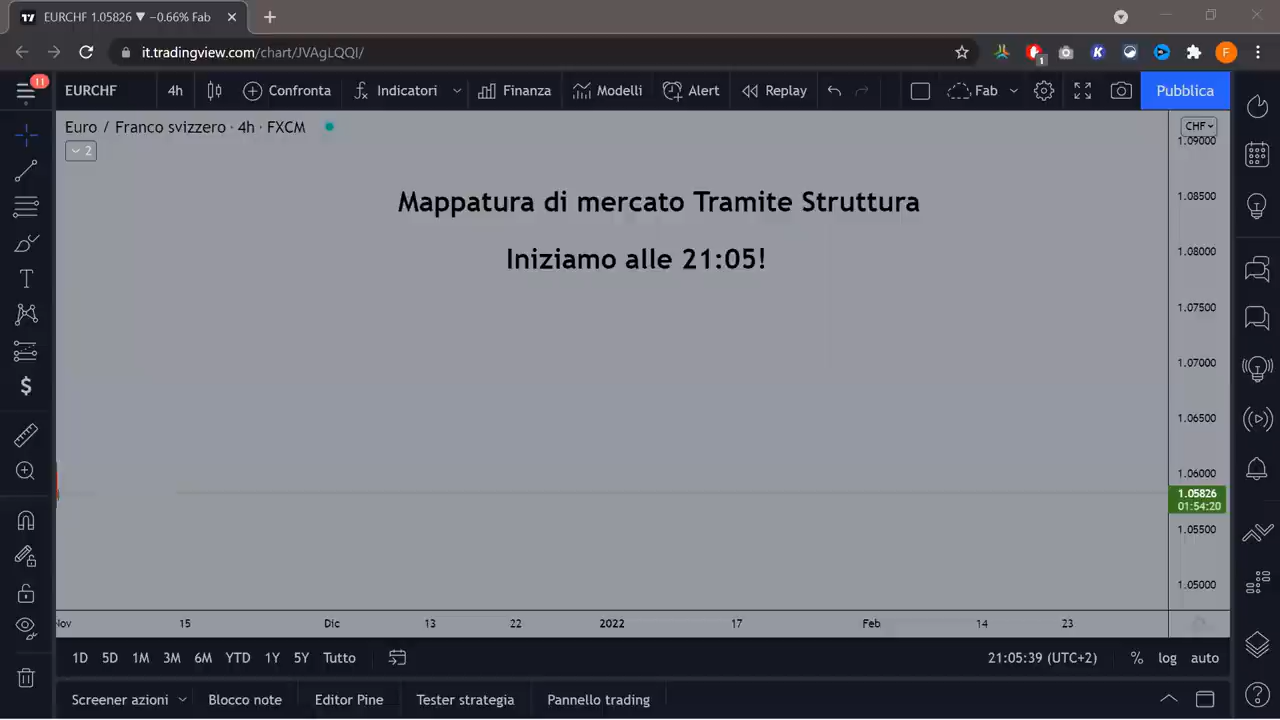 EURCHF 1.05826 ▼ −0.66% Fab
it.tradingview.com/chart/JVAgLQQI/
1
F
11
EURCHF
4h
Confronta
Indicatori
Finanza
Modelli
Alert
Replay
Fab
Pubblica
Euro / Franco svizzero · 4h · FXCM
2
CHF
Mappatura di mercato Tramite Struttura
Iniziamo alle 21:05!
1.09000
1.08500
1.08000
1.07500
1.07000
1.06500
1.06000
1.05826
01:54:20
1.05500
1.05000
Nov 15 Dic 13 22 2022 17 Feb 14 23
1D 5D 1M 3M 6M YTD 1Y 5Y Tutto
21:05:39 (UTC+2) % log auto
Screener azioni Blocco note Editor Pine Tester strategia Pannello trading